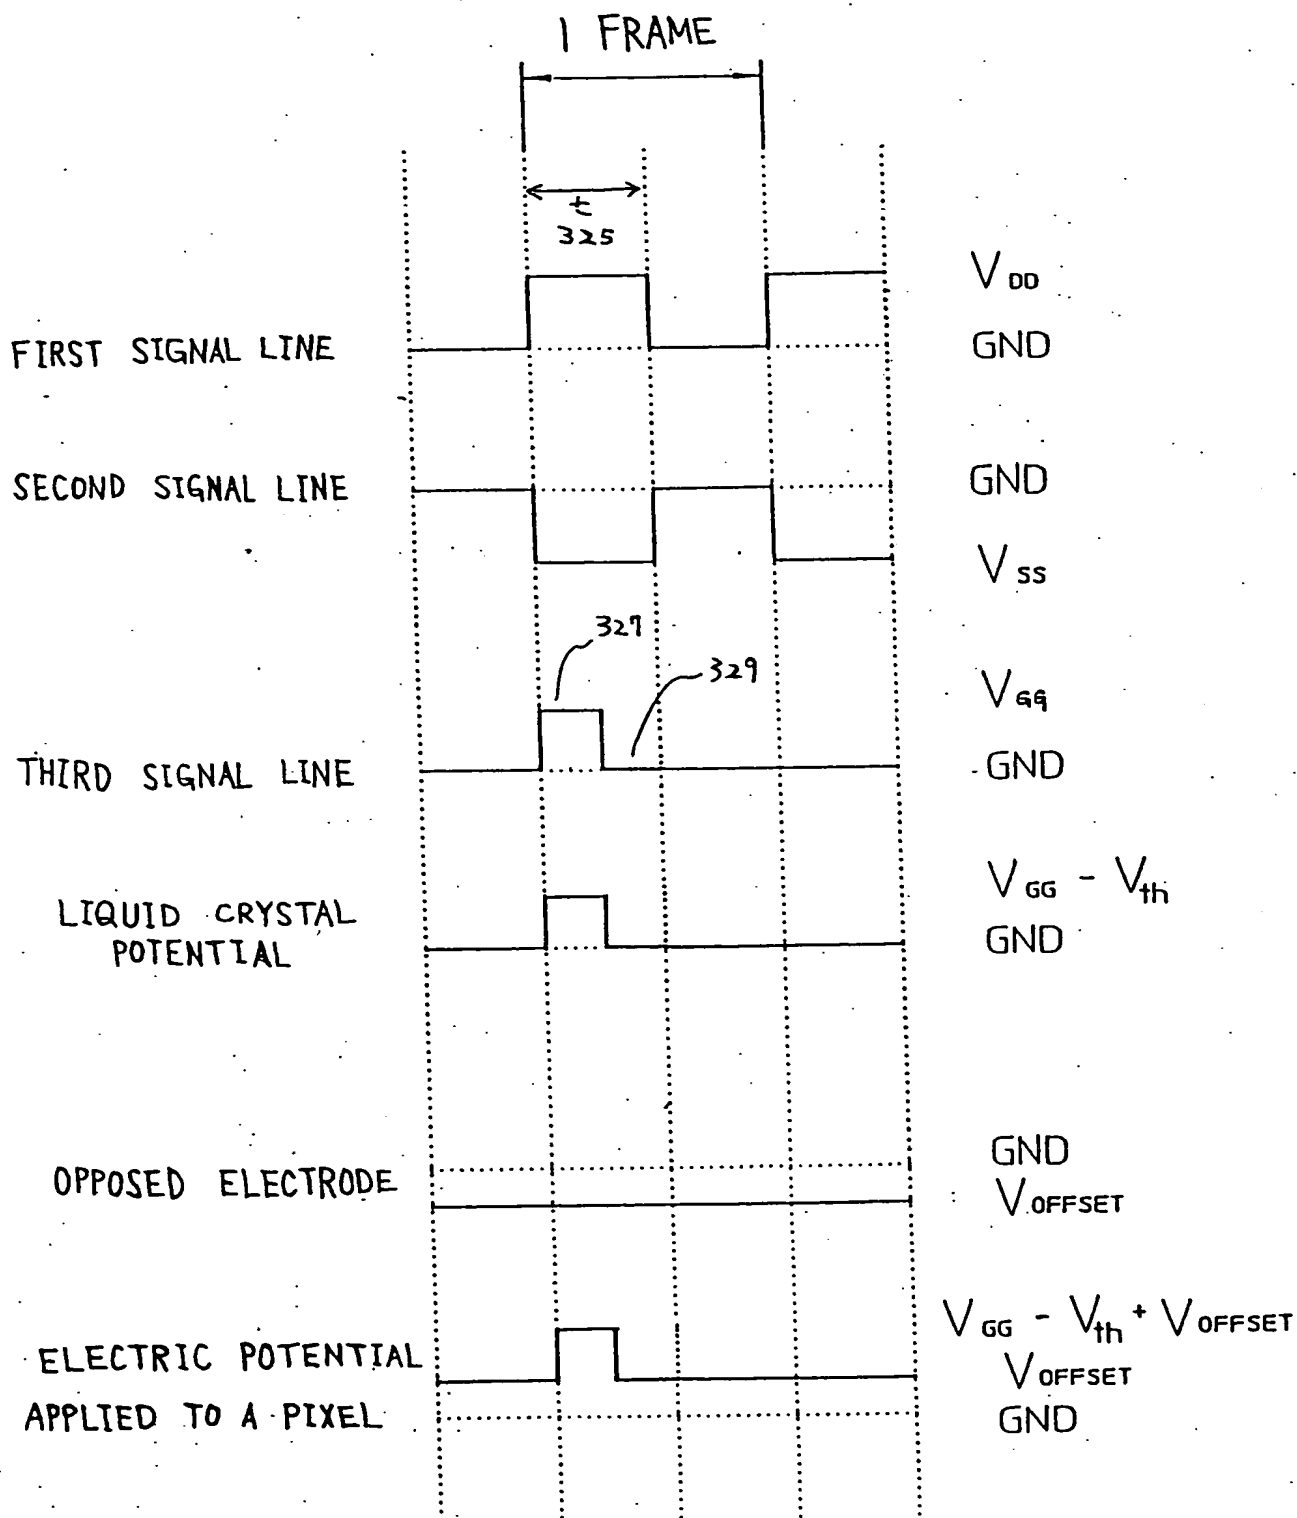 1 FRAME
t
325
V DD
FIRST SIGNAL LINE
GND
SECOND SIGNAL LINE
GND
V SS
327
329
V GG
THIRD SIGNAL LINE
GND
V GG - Vth
LIQUID CRYSTAL
POTENTIAL
GND
GND
OPPOSED ELECTRODE
V OFFSET
V GG - Vth + V OFFSET
ELECTRIC POTENTIAL
V OFFSET
APPLIED TO A PIXEL
GND